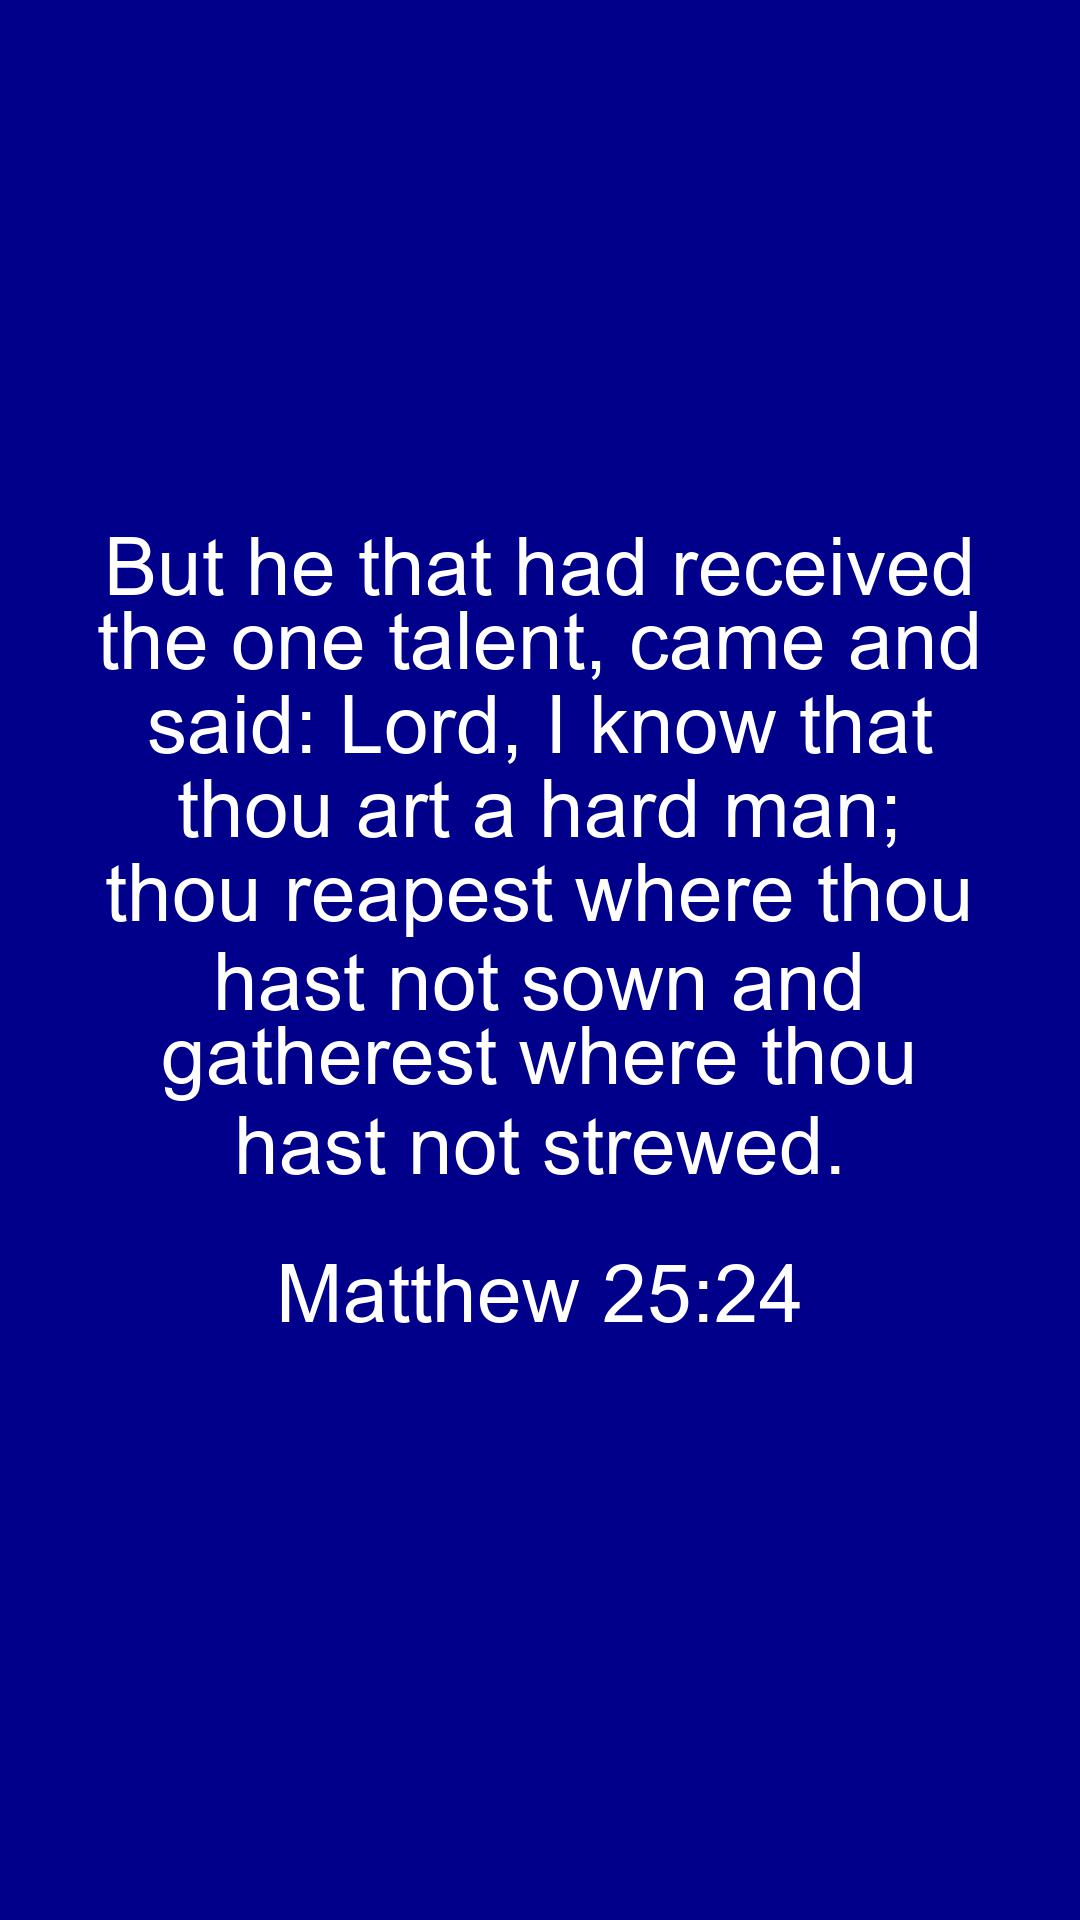 But he that had received
the one talent, came and
said: Lord, I know that
thou art a hard man;
thou reapest where thou
hast not sown and
gatherest where thou
hast not strewed.
Matthew 25:24